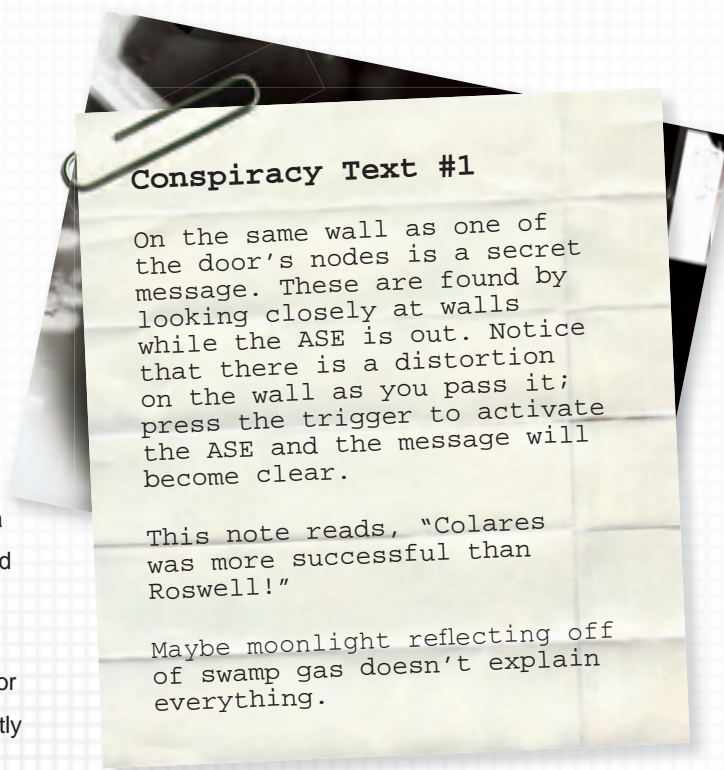 Conspiracy Text #1
On the same wall as one of
the door's nodes is a secret
message. These are found by
looking closely at walls
while the ASE is out. Notice
that there is a distortion
on the wall as you pass it;
press the trigger to activate
the ASE and the message will
become clear.
This note reads, “Colares
was more successful than
Roswell!”
Maybe moonlight reflecting off
of swamp gas doesn't explain
everything.